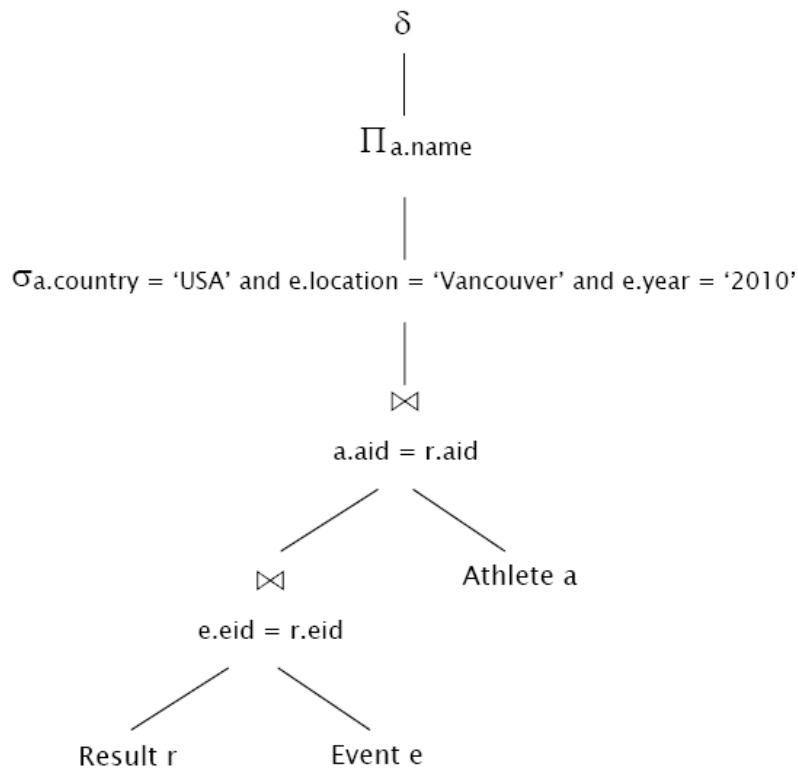 δ
Πa.name
σa.country = ‘USA’ and e.location = ‘Vancouver’ and e.year = ‘2010’
⋈
a.aid = r.aid
⋈
Athlete a
e.eid = r.eid
Result r
Event e